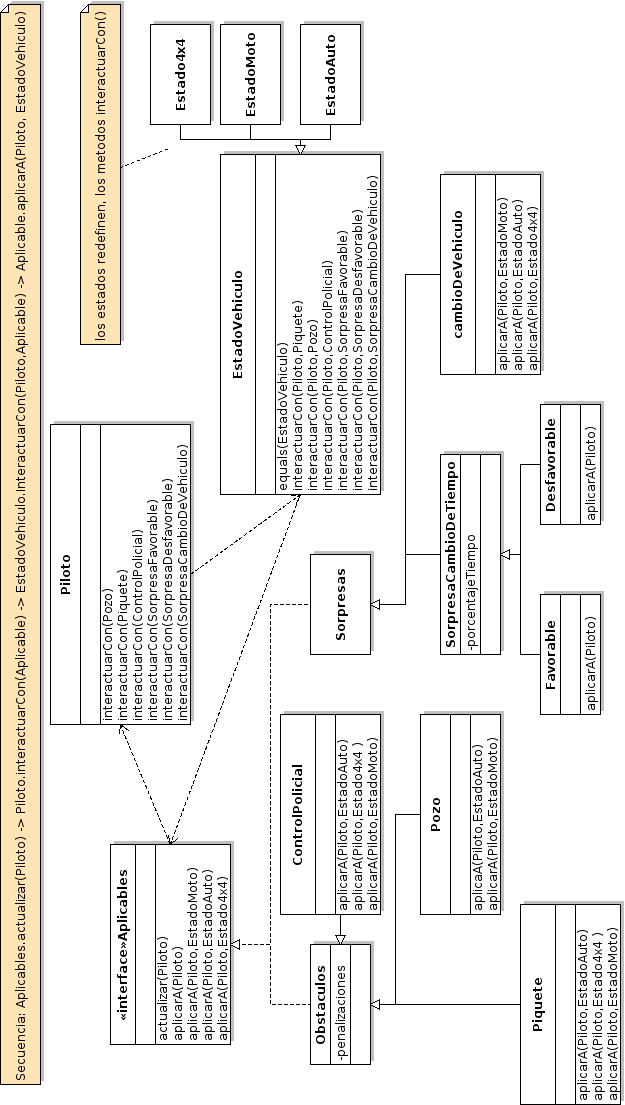 Secuencia: Aplicables.actualizar(Piloto) -> Piloto.interactuarCon(Aplicable) -> EstadoVehiculo.InteractuarCon(Piloto,Aplicable) -> Aplicable.aplicarA(Piloto, EstadoVehiculo)
Piloto
interactuarCon(Pozo)
interactuarCon(Piquete)
interactuarCon(ControlPolicial)
interactuarCon(SorpresaFavorable)
interactuarCon(SorpresaDesfavorable)
interactuarCon(SorpresaCambioDeVehiculo)
los estados redefinen, los metodos interactuarCon()
«interface»Aplicables
actualizar(Piloto)
aplicarA(Piloto)
aplicarA(Piloto,EstadoMoto)
aplicarA(Piloto,EstadoAuto)
aplicarA(Piloto,Estado4x4)
EstadoVehiculo
equals(EstadoVehiculo)
interactuarCon(Piloto,Piquete)
interactuarCon(Piloto,Pozo)
interactuarCon(Piloto,ControlPolicial)
interactuarCon(Piloto,SorpresaFavorable)
interactuarCon(Piloto,SorpresaDesfavorable)
interactuarCon(Piloto,SorpresaCambioDeVehiculo)
Estado4x4
EstadoMoto
EstadoAuto
Obstaculos
-penalizaciones
ControlPolicial
aplicarA(Piloto,EstadoAuto)
aplicarA(Piloto,Estado4x4 )
aplicarA(Piloto,EstadoMoto)
Sorpresas
Pozo
aplicaA(Piloto,EstadoAuto)
aplicarA(Piloto,EstadoMoto)
SorpresaCambioDeTiempo
-porcentajeTiempo
cambioDeVehiculo
aplicarA(Piloto,EstadoMoto)
aplicarA(Piloto,EstadoAuto)
aplicarA(Piloto,Estado4x4)
Piquete
aplicarA(Piloto,EstadoAuto)
aplicarA(Piloto,Estado4x4 )
aplicarA(Piloto,EstadoMoto)
Favorable
aplicarA(Piloto)
Desfavorable
aplicarA(Piloto)